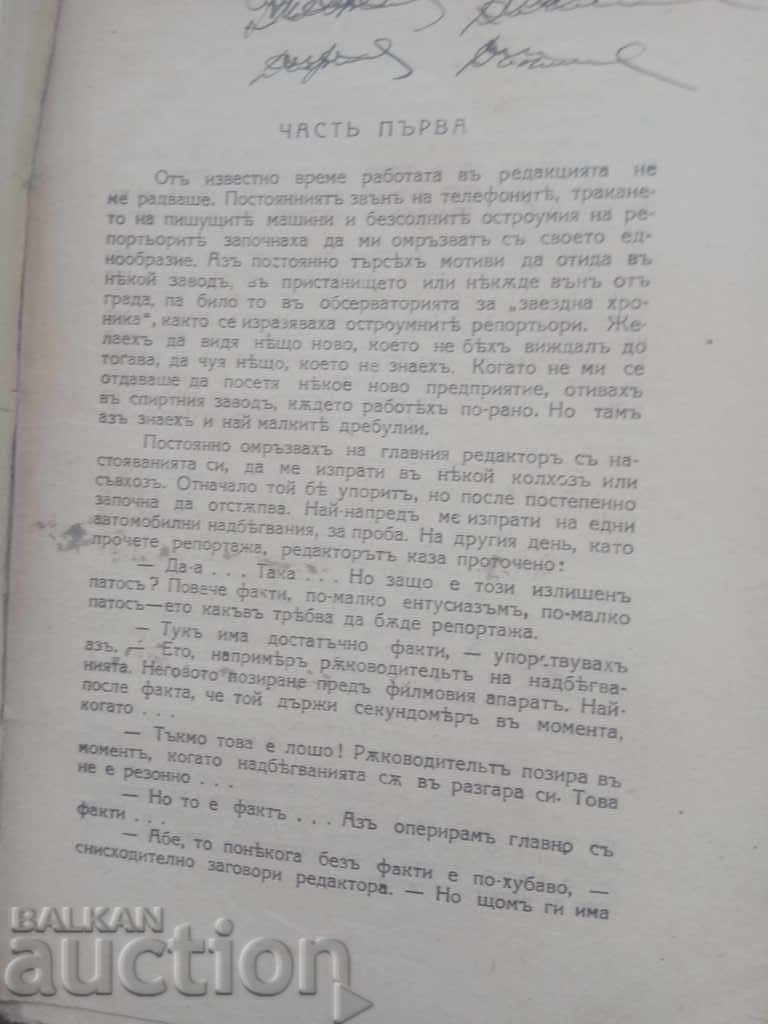 ЧАСТЬ ПЪРВА
Отъ известно време работата въ редакцията не
ме радваше. Постоянниятъ звънъ на телефонитѣ, тракане-
то на пишущитѣ машини и безсолнитѣ остроумия на ре-
портьоритѣ започнаха да ми омръзватъ съ своето ед-
нообразие. Азъ постоянно търсѣхъ мотиви да отида въ
нѣкой заводъ, въ пристанището или нѣкѫде вънъ отъ
града, па било то въ обсерваторията за „звездна хро-
ника“, както се изразяваха остроумнитѣ репортьори. Же-
лаехъ да видя нѣщо ново, което не бѣхъ виждалъ до
тогава, да чуя нѣщо, което не знаехъ. Когато не ми се
отдаваше да посетя нѣкое ново предприятие, отивахъ
въ спиртния заводъ, кѫдето работѣхъ по-рано. Но тамъ
азъ знаехъ и най малкитѣ дребулии.
Постоянно омръзвахъ на главния редакторъ съ на-
стояванията си, да ме изпрати въ нѣкой колхозъ или
съвхозъ. Отначало той бѣ упоритъ, но после постепенно
започна да отстѫпва. Най-напредъ ме изпрати на едни
автомобилни надбѣгвания, за проба. На другия день, като
прочете репортажа, редакторътъ каза проточено:
— Да-а . . . Така . . . Но защо е този излишенъ
патосъ? Повече факти, по-малко ентусиазъмъ, по-малко
патосъ—ето какъвъ трѣбва да бѫде репортажа.
— Тукъ има достатъчно факти, — упорствувахъ
азъ. — Ето, напримѣръ рѫководительтъ на надбѣгва-
нията. Неговото позиране предъ филмовия апаратъ. Най-
после факта, че той държи секундомѣръ въ момента,
когато . . .
— Тъкмо това е лошо! Рѫководительтъ позира въ
моментъ, когато надбѣгванията сѫ въ разгара си. Това
не е резонно . . .
— Но то е фактъ . . . Азъ оперирамъ главно съ
факти . . .
— Абе, то понѣкога безъ факти е по-хубаво, —
снисходително заговори редактора. — Но щомъ ги има
BALKAN
auction